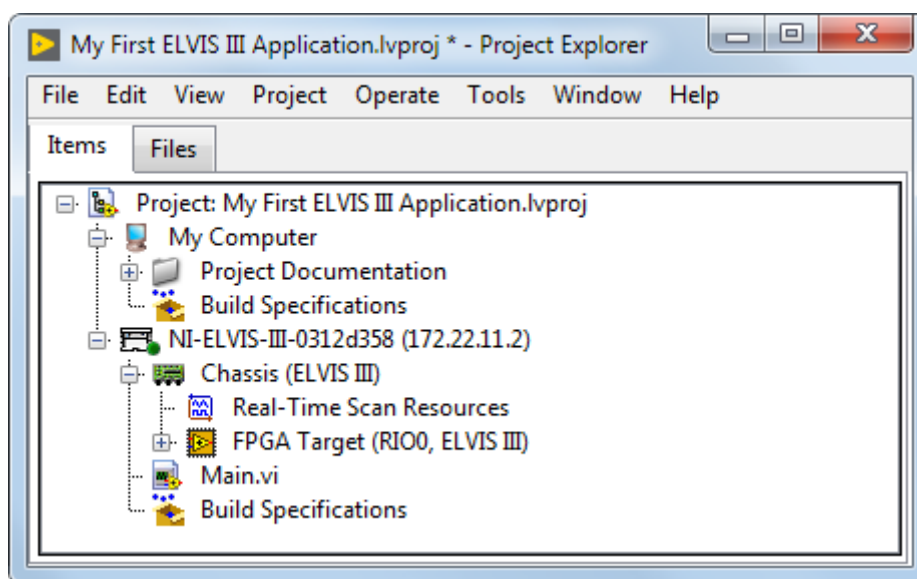 My First ELVIS III Application.lvproj * - Project Explorer
File Edit View Project Operate Tools Window Help
Items Files
Project: My First ELVIS III Application.lvproj
My Computer
Project Documentation
Build Specifications
NI-ELVIS-III-0312d358 (172.22.11.2)
Chassis (ELVIS III)
Real-Time Scan Resources
FPGA Target (RIO0, ELVIS III)
Main.vi
Build Specifications